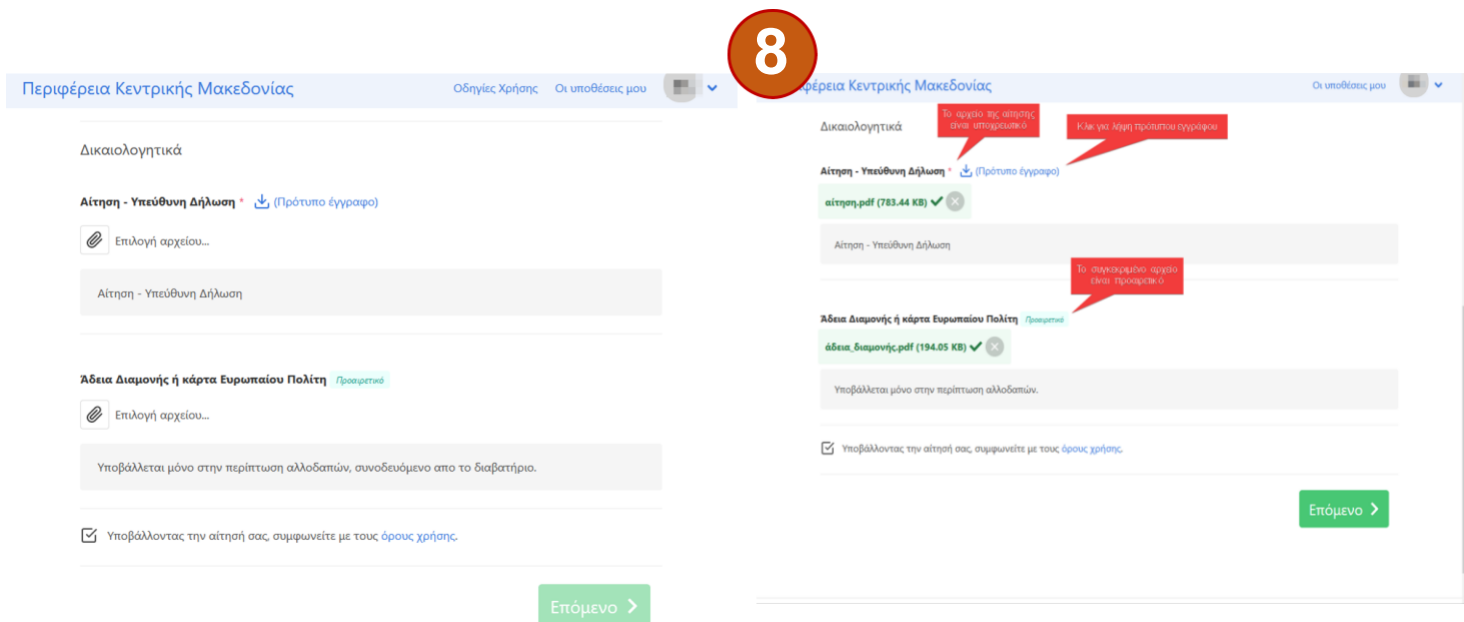 8
Περιφέρεια Κεντρικής Μακεδονίας
Οδηγίες Χρήσης Οι υποθέσεις μου
Δικαιολογητικά
Αίτηση - Υπεύθυνη Δήλωση * (Πρότυπο έγγραφο)
Επιλογή αρχείου...
Αίτηση - Υπεύθυνη Δήλωση
Άδεια Διαμονής ή κάρτα Ευρωπαίου Πολίτη Προαιρετικό
Επιλογή αρχείου...
Υποβάλλεται μόνο στην περίπτωση αλλοδαπών, συνοδευόμενο απο το διαβατήριο.
Υποβάλλοντας την αίτησή σας, συμφωνείτε με τους όρους χρήσης.
Επόμενο
φέρεια Κεντρικής Μακεδονίας
Οι υποθέσεις μου
Το αρχείο της αίτησης
είναι υποχρεωτικό
Κλικ για λήψη πρότυπου εγγράφου
Δικαιολογητικά
Αίτηση - Υπεύθυνη Δήλωση * (Πρότυπο έγγραφο)
αίτηση.pdf (783.44 KB)
Αίτηση - Υπεύθυνη Δήλωση
Το συγκεκριμένο αρχείο
είναι προαιρετικό
Άδεια Διαμονής ή κάρτα Ευρωπαίου Πολίτη Προαιρετικό
άδεια_διαμονής.pdf (194.05 KB)
Υποβάλλεται μόνο στην περίπτωση αλλοδαπών.
Υποβάλλοντας την αίτησή σας, συμφωνείτε με τους όρους χρήσης.
Επόμενο